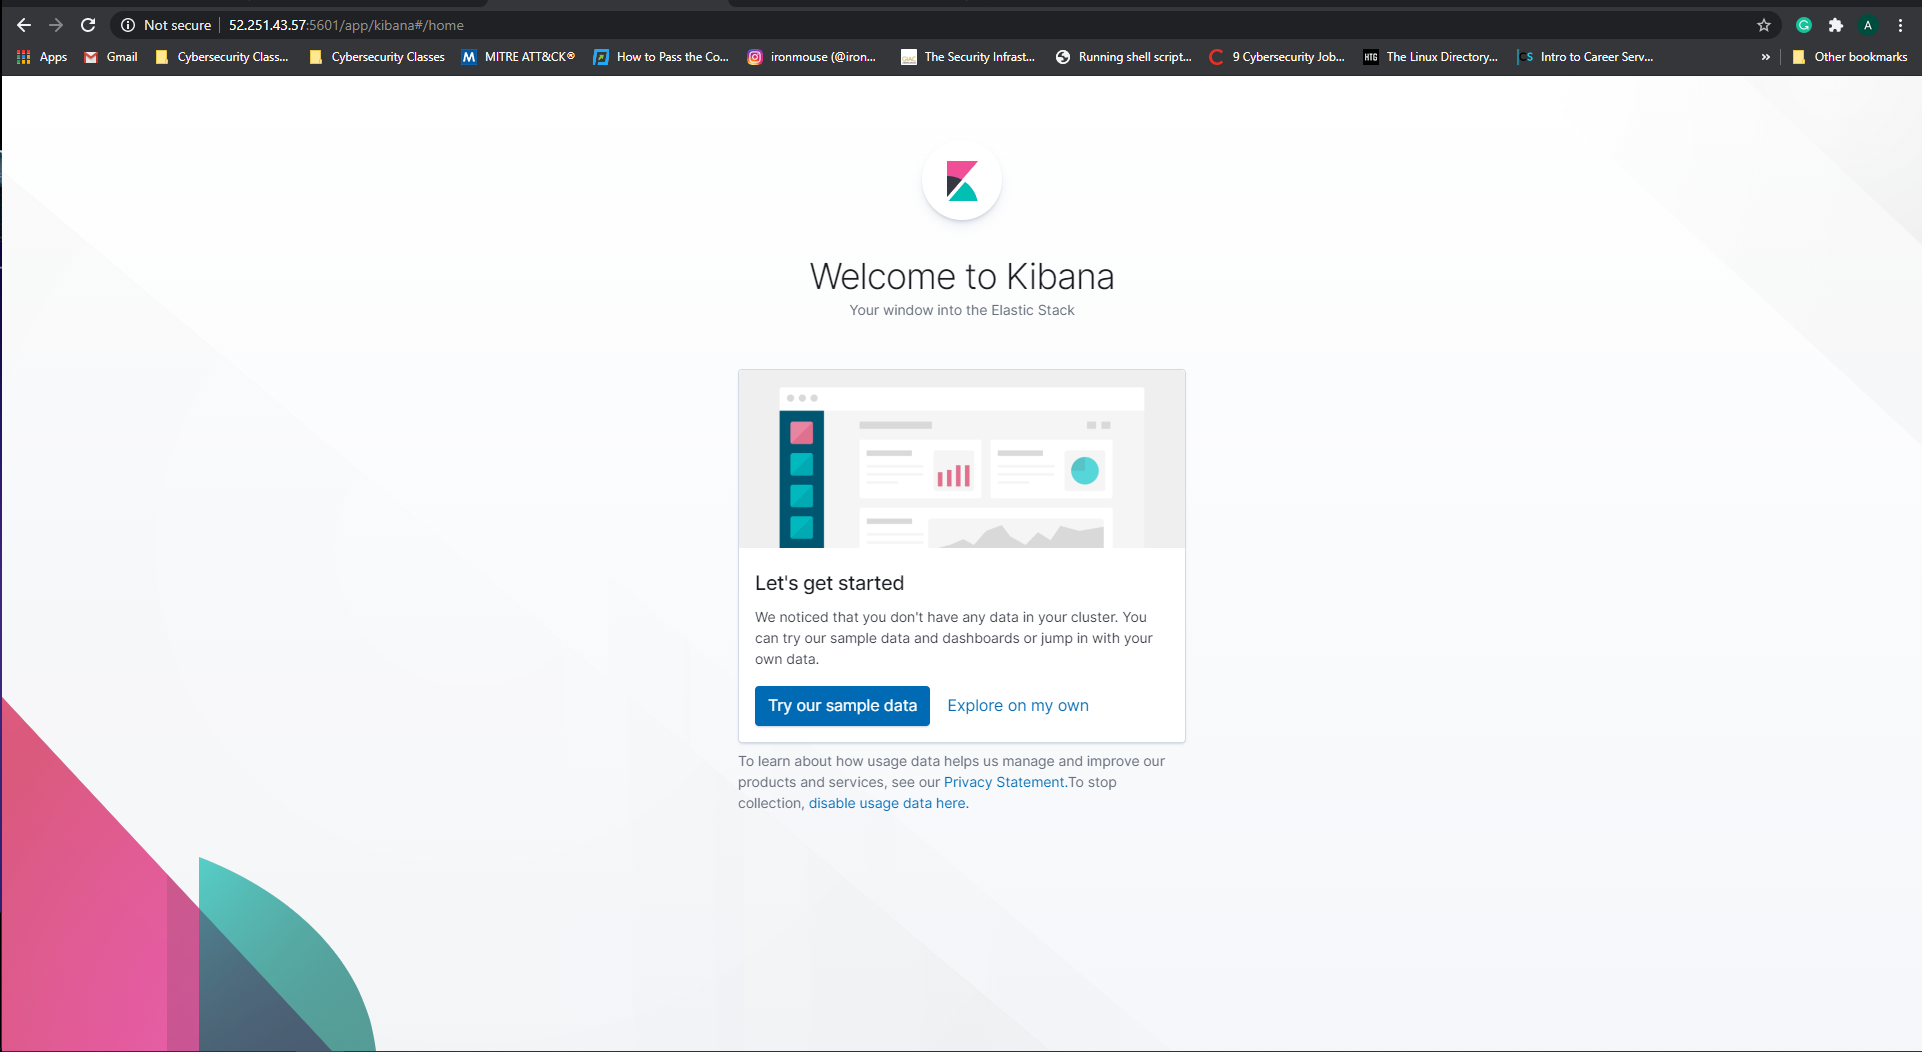 Not secure | 52.251.43.57:5601/app/kibana#/home
A
Apps Gmail Cybersecurity Class... Cybersecurity Classes M MITRE ATT&CK® How to Pass the Co... ironmouse (@iron... The Security Infrast... Running shell script... 9 Cybersecurity Job... HTG The Linux Directory... CS Intro to Career Serv... » Other bookmarks
Welcome to Kibana
Your window into the Elastic Stack
Let's get started
We noticed that you don't have any data in your cluster. You
can try our sample data and dashboards or jump in with your
own data.
Try our sample data Explore on my own
To learn about how usage data helps us manage and improve our
products and services, see our Privacy Statement.To stop
collection, disable usage data here.